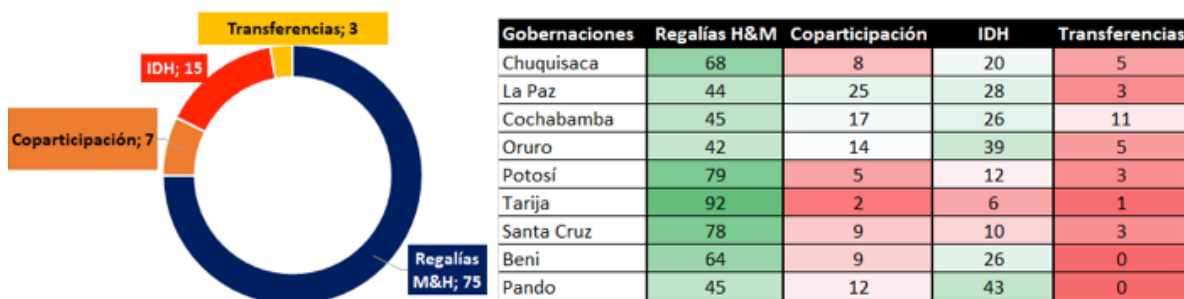 Transferencias; 3
IDH; 15
Coparticipación; 7
Regalías
M&H; 75
Gobernaciones Regalías H&M Coparticipación IDH Transferencias
Chuquisaca 68 8 20 5
La Paz 44 25 28 3
Cochabamba 45 17 26 11
Oruro 42 14 39 5
Potosí 79 5 12 3
Tarija 92 2 6 1
Santa Cruz 78 9 10 3
Beni 64 9 26 0
Pando 45 12 43 0